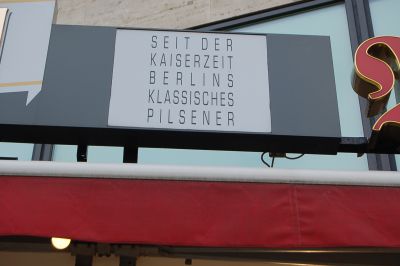 SEIT DER
KAISERZEIT
BERLINS
KLASSISCHES
PILSENER